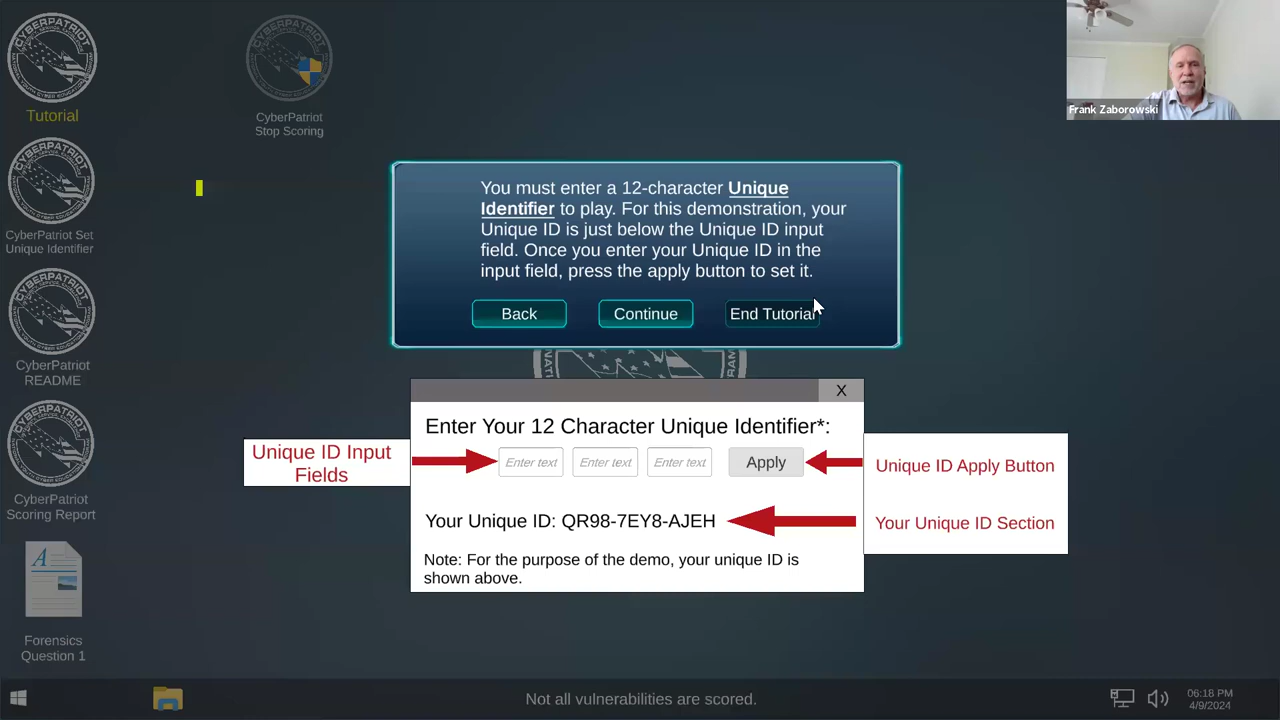 Frank Zaborowski
CYBERPATRIOT
Tutorial
CYBERPATRIOT
CyberPatriot
Stop Scoring
You must enter a 12-character Unique
Identifier to play. For this demonstration, your
Unique ID is just below the Unique ID input
field. Once you enter your Unique ID in the
input field, press the apply button to set it.
Back
Continue
End Tutorial
CYBERPATRIOT
CyberPatriot Set
Unique Identifier
CYBERPATRIOT
CyberPatriot
README
X
Enter Your 12 Character Unique Identifier*:
Unique ID Input
Fields
Enter text
Enter text
Enter text
Apply
Unique ID Apply Button
Your Unique ID: QR98-7EY8-AJEH
Your Unique ID Section
Note: For the purpose of the demo, your unique ID is
shown above.
CYBERPATRIOT
CyberPatriot
Scoring Report
Forensics
Question 1
Not all vulnerabilities are scored.
06:18 PM
4/9/2024